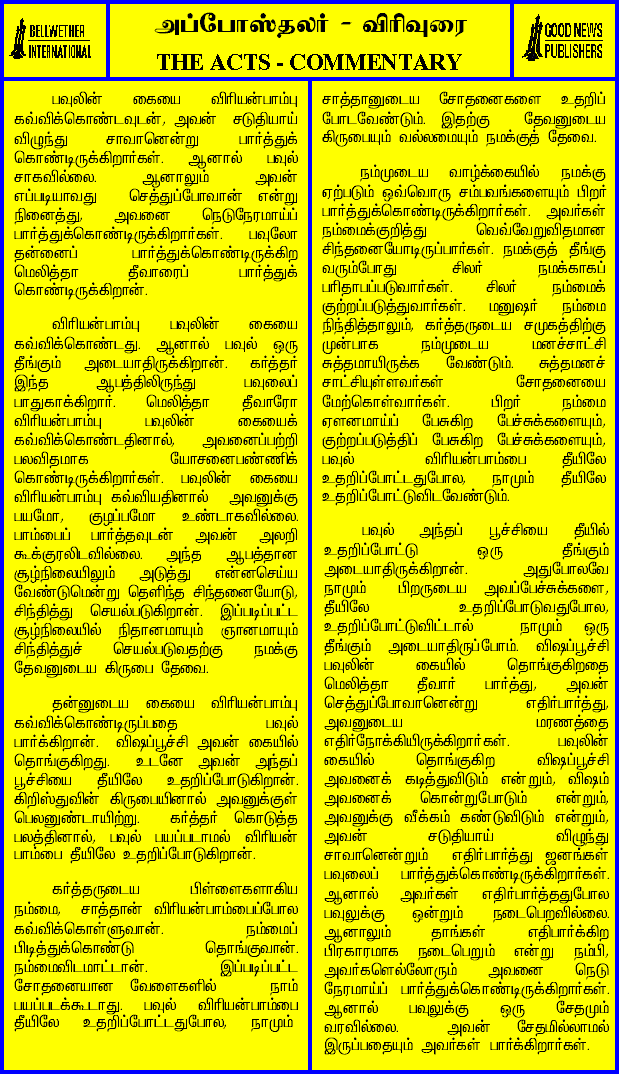 BELLWETHER
INTERNATIONAL
அப்போஸ்தலர் - விரிவுரை
THE ACTS - COMMENTARY
GOOD NEWS
PUBLISHERS
பவுலின் கையை விரியன்பாம்பு
கவ்விக்கொண்டவுடன், அவன் சடுதியாய்
விழுந்து சாவானென்று பார்த்துக்
கொண்டிருக்கிறார்கள். ஆனால் பவுல்
சாகவில்லை. ஆனாலும் அவன்
எப்படியாவது செத்துப்போவான் என்று
நினைத்து, அவனை நெடுநேரமாய்ப்
பார்த்துக்கொண்டிருக்கிறார்கள். பவுலோ
தன்னைப் பார்த்துக்கொண்டிருக்கிற
மெலித்தா தீவாரைப் பார்த்துக்
கொண்டிருக்கிறான்.
விரியன்பாம்பு பவுலின் கையை
கவ்விக்கொண்டது. ஆனால் பவுல் ஒரு
தீங்கும் அடையாதிருக்கிறான். கர்த்தர்
இந்த ஆபத்திலிருந்து பவுலைப்
பாதுகாக்கிறார். மெலித்தா தீவாரோ
விரியன்பாம்பு பவுலின் கையைக்
கவ்விக்கொண்டதினால், அவனைப்பற்றி
பலவிதமாக யோசனைபண்ணிக்
கொண்டிருக்கிறார்கள். பவுலின் கையை
விரியன்பாம்பு கவ்வியதினால் அவனுக்கு
பயமோ, குழப்பமோ உண்டாகவில்லை.
பாம்பைப் பார்த்தவுடன் அவன் அலறி
கூக்குரலிடவில்லை. அந்த ஆபத்தான
சூழ்நிலையிலும் அடுத்து என்னசெய்ய
வேண்டுமென்று தெளிந்த சிந்தனையோடு,
சிந்தித்து செயல்படுகிறான். இப்படிப்பட்ட
சூழ்நிலையில் நிதானமாயும் ஞானமாயும்
சிந்தித்துச் செயல்படுவதற்கு நமக்கு
தேவனுடைய கிருபை தேவை.
தன்னுடைய கையை விரியன்பாம்பு
கவ்விக்கொண்டிருப்பதை பவுல்
பார்க்கிறான். விஷப்பூச்சி அவன் கையில்
தொங்குகிறது. உடனே அவன் அந்தப்
பூச்சியை தீயிலே உதறிப்போடுகிறான்.
கிறிஸ்துவின் கிருபையினால் அவனுக்குள்
பெலனுண்டாயிற்று. கர்த்தர் கொடுத்த
பலத்தினால், பவுல் பயப்படாமல் விரியன்
பாம்பை தீயிலே உதறிப்போடுகிறான்.
கர்த்தருடைய பிள்ளைகளாகிய
நம்மை, சாத்தான் விரியன்பாம்பைப்போல
கவ்விக்கொள்ளுவான். நம்மைப்
பிடித்துக்கொண்டு தொங்குவான்.
நம்மைவிடமாட்டான். இப்படிப்பட்ட
சோதனையான வேளைகளில் நாம்
பயப்படக்கூடாது. பவுல் விரியன்பாம்பை
தீயிலே உதறிப்போட்டதுபோல, நாமும்
சாத்தானுடைய சோதனைகளை உதறிப்
போடவேண்டும். இதற்கு தேவனுடைய
கிருபையும் வல்லமையும் நமக்குத் தேவை.
நம்முடைய வாழ்க்கையில் நமக்கு
ஏற்படும் ஒவ்வொரு சம்பவங்களையும் பிறர்
பார்த்துக்கொண்டிருக்கிறார்கள். அவர்கள்
நம்மைக்குறித்து வெவ்வேறுவிதமான
சிந்தனையோடிருப்பார்கள். நமக்குத் தீங்கு
வரும்போது சிலர் நமக்காகப்
பரிதாபப்படுவார்கள். சிலர் நம்மைக்
குற்றப்படுத்துவார்கள். மனுஷர் நம்மை
நிந்தித்தாலும், கர்த்தருடைய சமுகத்திற்கு
முன்பாக நம்முடைய மனச்சாட்சி
சுத்தமாயிருக்க வேண்டும். சுத்தமனச்
சாட்சியுள்ளவர்கள் சோதனையை
மேற்கொள்வார்கள். பிறர் நம்மை
ஏளனமாய்ப் பேசுகிற பேச்சுக்களையும்,
குற்றப்படுத்திப் பேசுகிற பேச்சுக்களையும்,
பவுல் விரியன்பாம்பை தீயிலே
உதறிப்போட்டதுபோல, நாமும் தீயிலே
உதறிப்போட்டுவிடவேண்டும்.
பவுல் அந்தப் பூச்சியை தீயில்
உதறிப்போட்டு ஒரு தீங்கும்
அடையாதிருக்கிறான். அதுபோலவே
நாமும் பிறருடைய அவப்பேச்சுக்களை,
தீயிலே உதறிப்போடுவதுபோல,
உதறிப்போட்டுவிட்டால் நாமும் ஒரு
தீங்கும் அடையாதிருப்போம். விஷப்பூச்சி
பவுலின் கையில் தொங்குகிறதை
மெலித்தா தீவார் பார்த்து, அவன்
செத்துப்போவானென்று எதிர்பார்த்து,
அவனுடைய மரணத்தை
எதிர்நோக்கியிருக்கிறார்கள். பவுலின்
கையில் தொங்குகிற விஷப்பூச்சி
அவனைக் கடித்துவிடும் என்றும், விஷம்
அவனைக் கொன்றுபோடும் என்றும்,
அவனுக்கு வீக்கம் கண்டுவிடும் என்றும்,
அவன் சடுதியாய் விழுந்து
சாவானென்றும் எதிர்பார்த்து ஜனங்கள்
பவுலைப் பார்த்துக்கொண்டிருக்கிறார்கள்.
ஆனால் அவர்கள் எதிர்பார்த்ததுபோல
பவுலுக்கு ஒன்றும் நடைபெறவில்லை.
ஆனாலும் தாங்கள் எதிபார்க்கிற
பிரகாரமாக நடைபெறும் என்று நம்பி,
அவர்களெல்லோரும் அவனை நெடு
நேரமாய்ப் பார்த்துக்கொண்டிருக்கிறார்கள்.
ஆனால் பவுலுக்கு ஒரு சேதமும்
வரவில்லை. அவன் சேதமில்லாமல்
இருப்பதையும் அவர்கள் பார்க்கிறார்கள்.